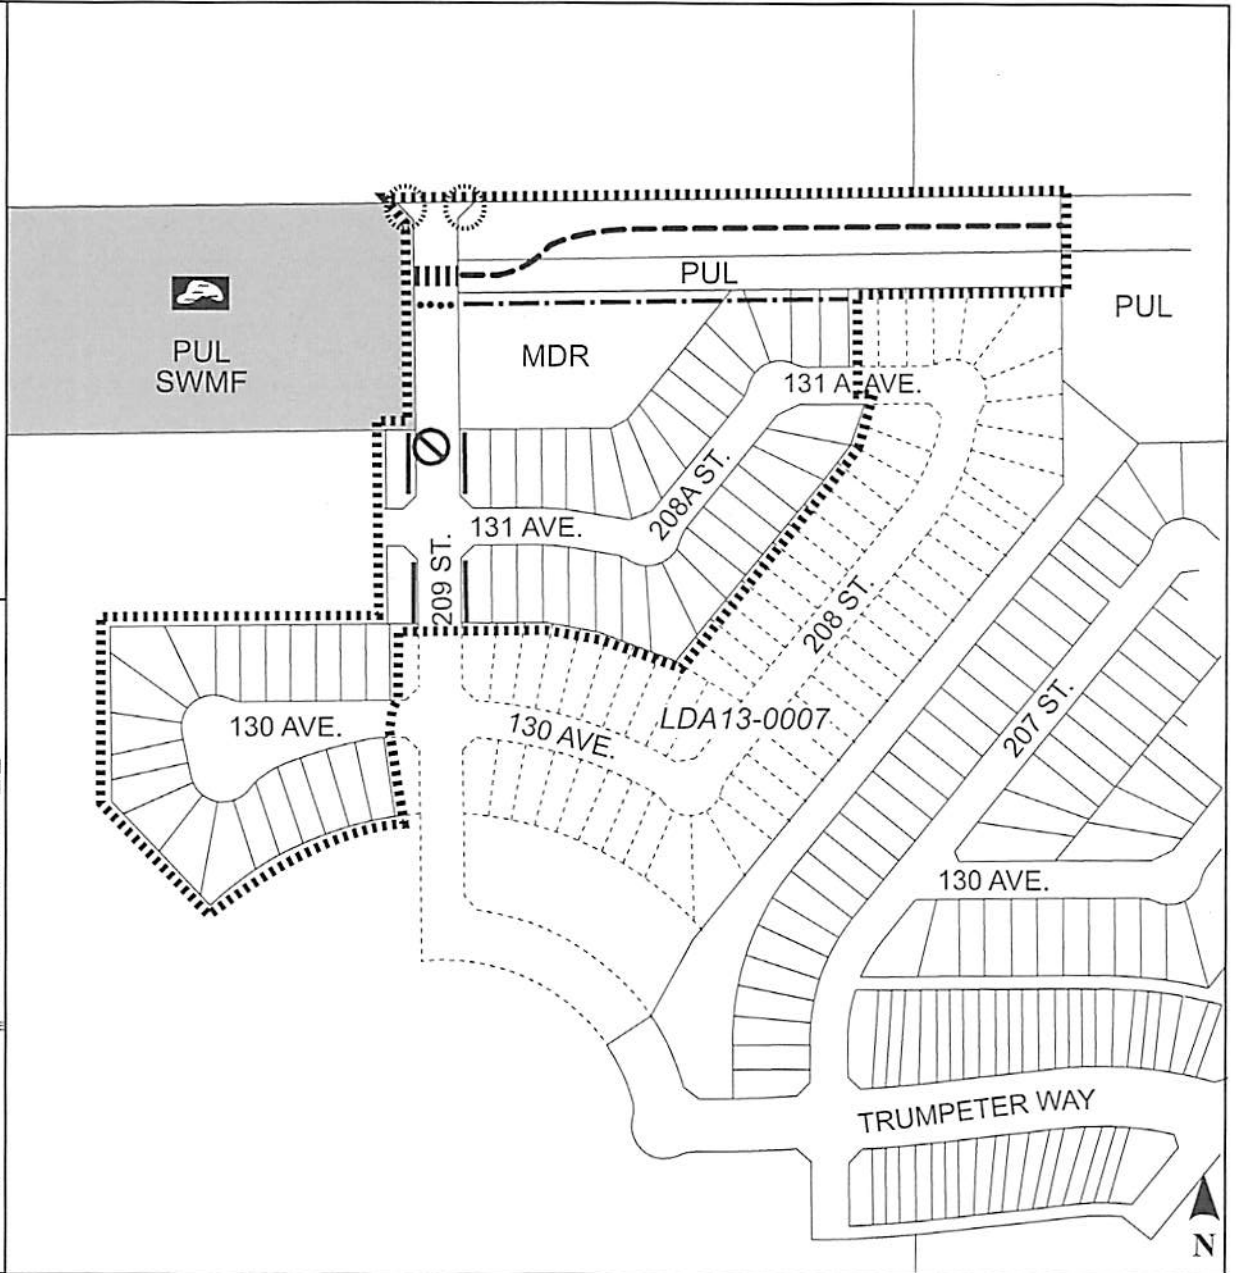 PUL
PUL
PUL
SWMF
MDR
131 A AVE.
208A ST.
131 AVE.
209 ST.
208 ST.
130 AVE.
130 AVE.
LDA13-0007
207 ST.
130 AVE.
TRUMPETER WAY
N